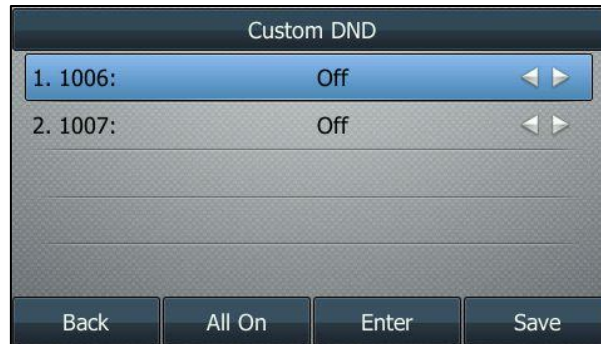 Custom DND
1. 1006: Off
2. 1007: Off
Back All On Enter Save